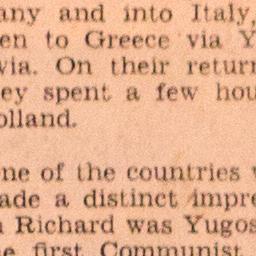 any and into Italy,
en to Greece via Y
via. On their return
ey spent a few hou
olland.
ne of the countries
ade a distinct impre
Richard was Yugos
e first Communist